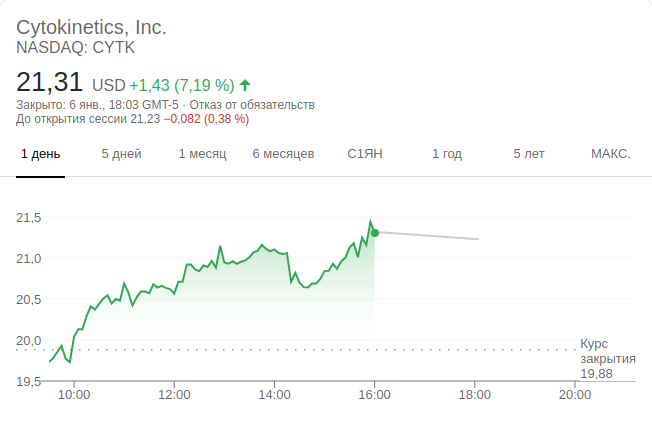 Cytokinetics, Inc.
NASDAQ: CYTK
21,31 USD +1,43 (7,19 %)
Закрыто: 6 янв., 18:03 GMT-5 · Отказ от обязательств
До открытия сессии 21,23 −0,082 (0,38 %)
1 день 5 дней 1 месяц 6 месяцев С1ЯН 1 год 5 лет МАКС.
21,5
21,0
20,5
20,0
19,5
Курс
закрытия
19,88
10:00 12:00 14:00 16:00 18:00 20:00